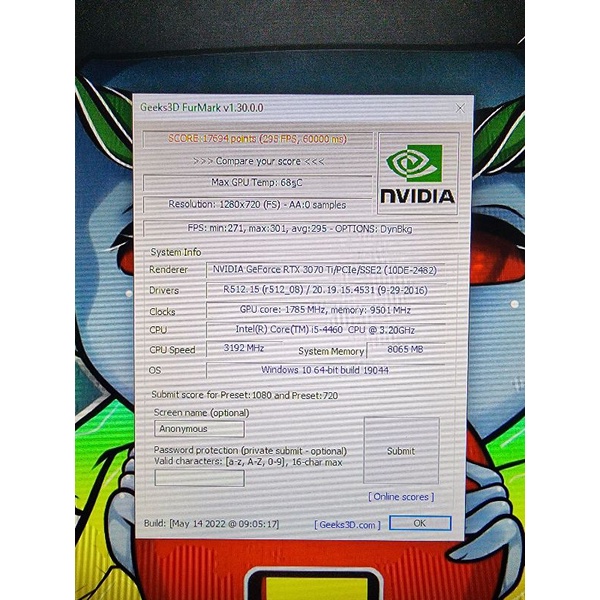 Geeks3D FurMark v1.30.0.0
SCORE:17694 points (295 FPS, 60000 ms)
>>> Compare your score <<<
Max GPU Temp: 68§C
Resolution: 1280x720 (FS) - AA:0 samples
NVIDIA
FPS: min:271, max:301, avg:295 - OPTIONS: DynBkg
System Info
Renderer NVIDIA GeForce RTX 3070 Ti/PCIe/SSE2 (10DE-2482)
Drivers R512.15 (r512_08) / 20.19.15.4531 (9-29-2016)
Clocks GPU core: 1785 MHz, memory: 9501 MHz
CPU Intel(R) Core(TM) i5-4460 CPU @ 3.20GHz
CPU Speed 3192 MHz System Memory 8065 MB
OS Windows 10 64-bit build 19044
Submit score for Preset:1080 and Preset:720
Screen name (optional)
Anonymous
Password protection (private submit - optional)
Valid characters: [a-z, A-Z, 0-9], 16-char max
Submit
[ Online scores ]
Build: [May 14 2022 @ 09:05:17] [ Geeks3D.com ] OK